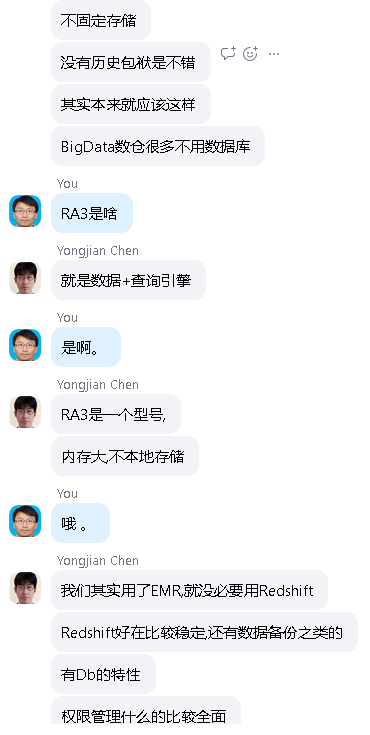 不固定存储
没有历史包袱是不错
其实本来就应该这样
BigData数仓很多不用数据库
You
RA3是啥
Yongjian Chen
就是数据+查询引擎
You
是啊。
Yongjian Chen
RA3是一个型号,
内存大,不本地存储
You
哦 。
Yongjian Chen
我们其实用了EMR,就没必要用Redshift
Redshift好在比较稳定,还有数据备份之类的
有Db的特性
权限管理什么的比较全面